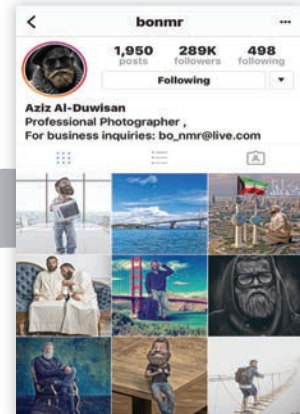 bonmr
1,950 289K 498
posts followers following
Following
Aziz Al-Duwisan
Professional Photographer ,
For business inquiries: bo_nmr@live.com